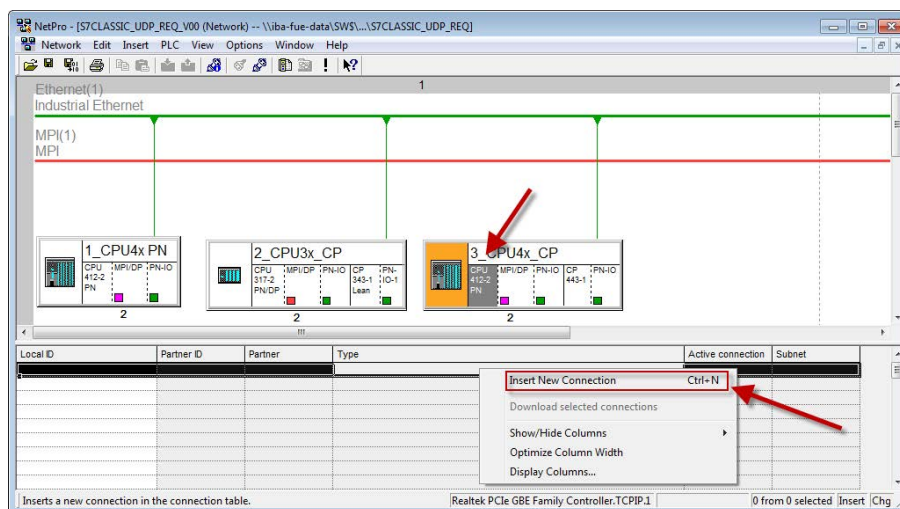 NetPro - [S7CLASSIC_UDP_REQ_V00 (Network) -- \\iba-fue-data\SWS\...\S7CLASSIC_UDP_REQ]
Network Edit Insert PLC View Options Window Help
1
Ethernet(1)
Industrial Ethernet
MPI(1)
MPI
1_CPU4x PN
CPU 412-2 PN
MPI/DP
PN-IO
2
2_CPU3x_CP
CPU 317-2 PN/DP
MPI/DP
PN-IO
CP 343-1 Lean
PN-IO-1
2
3_CPU4x_CP
CPU 412-2 PN
MPI/DP
PN-IO
CP 443-1
PN-IO
2
Local ID Partner ID Partner Type Active connection Subnet
Insert New Connection Ctrl+N
Download selected connections
Show/Hide Columns
Optimize Column Width
Display Columns...
Inserts a new connection in the connection table. Realtek PCIe GBE Family Controller.TCPIP.1 0 from 0 selected Insert Chg